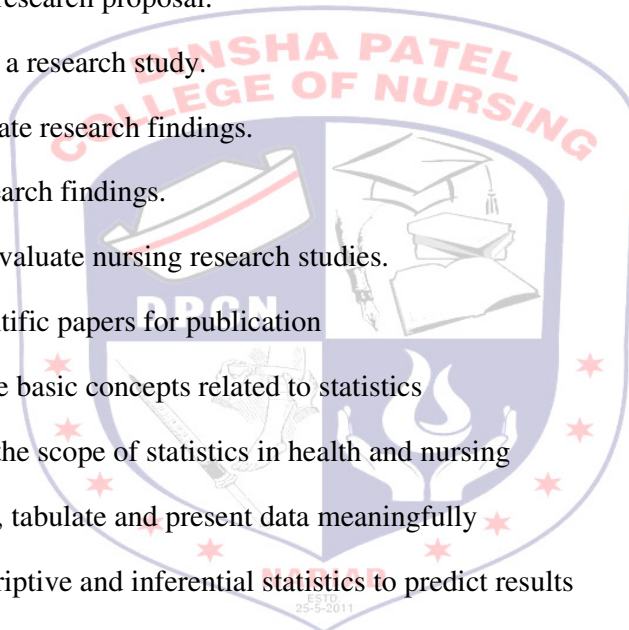 research proposal.
DINSHA PATEL
COLLEGE OF NURSING
a research study.
ate research findings.
arch findings.
valuate nursing research studies.
DPCN
ntific papers for publication
e basic concepts related to statistics
the scope of statistics in health and nursing
, tabulate and present data meaningfully
riptive and inferential statistics to predict results
NADIAD
ESTD
25-5-2011